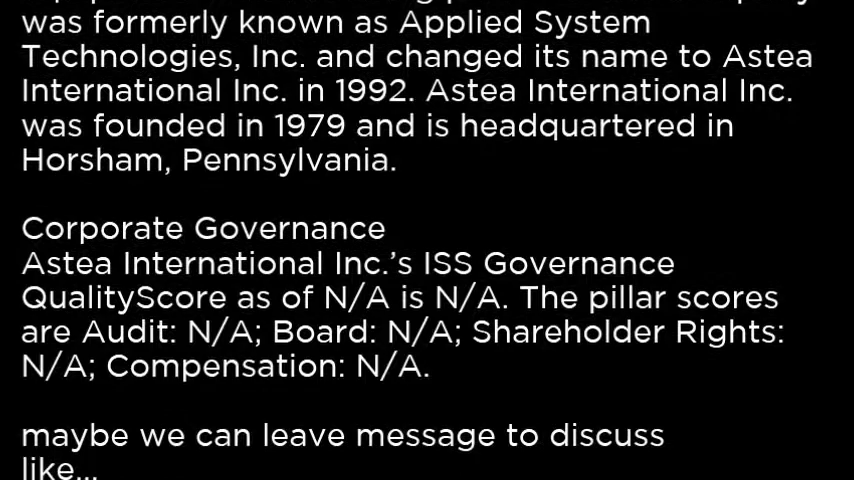 was formerly known as Applied System
Technologies, Inc. and changed its name to Astea
International Inc. in 1992. Astea International Inc.
was founded in 1979 and is headquartered in
Horsham, Pennsylvania.
Corporate Governance
Astea International Inc.’s ISS Governance
QualityScore as of N/A is N/A. The pillar scores
are Audit: N/A; Board: N/A; Shareholder Rights:
N/A; Compensation: N/A.
maybe we can leave message to discuss
like...